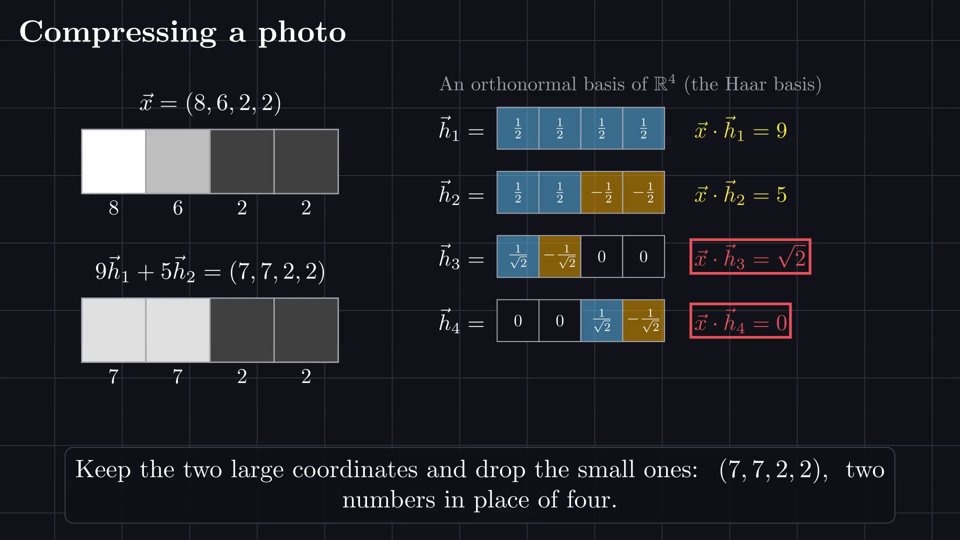 Compressing a photo
x⃗ = (8, 6, 2, 2)
8 6 2 2
9h⃗₁ + 5h⃗₂ = (7, 7, 2, 2)
7 7 2 2
An orthonormal basis of ℝ⁴ (the Haar basis)
h⃗₁ = 1/2 1/2 1/2 1/2 x⃗ · h⃗₁ = 9
h⃗₂ = 1/2 1/2 −1/2 −1/2 x⃗ · h⃗₂ = 5
h⃗₃ = 1/√2 −1/√2 0 0 x⃗ · h⃗₃ = √2
h⃗₄ = 0 0 1/√2 −1/√2 x⃗ · h⃗₄ = 0
Keep the two large coordinates and drop the small ones: (7, 7, 2, 2), two
numbers in place of four.